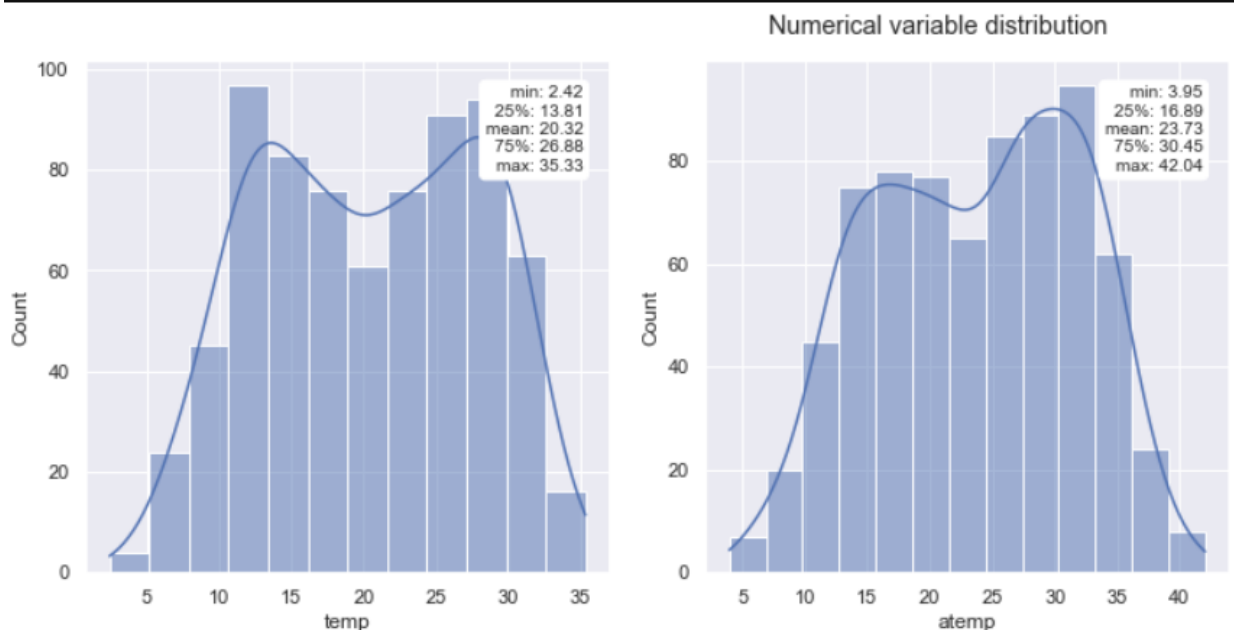 Numerical variable distribution
100
80
60
40
20
0
Count
min: 2.42
25%: 13.81
mean: 20.32
75%: 26.88
max: 35.33
5 10 15 20 25 30 35
temp
80
60
40
20
0
Count
min: 3.95
25%: 16.89
mean: 23.73
75%: 30.45
max: 42.04
5 10 15 20 25 30 35 40
atemp